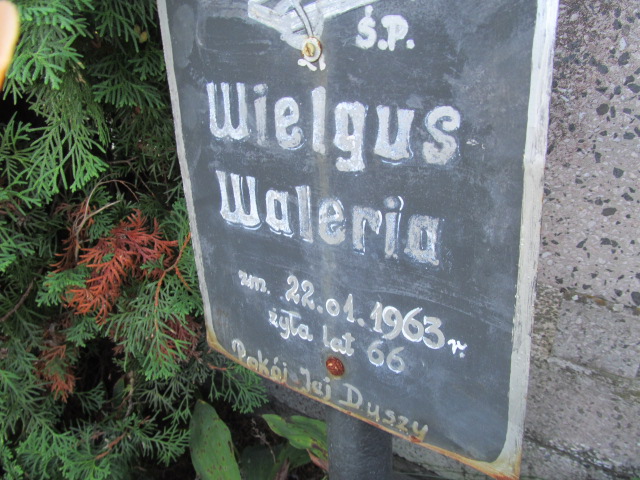 Ś.P.
Wielgus
Waleria
zm. 22.01.1963 r.
żyła lat 66
Pokój Jej Duszy